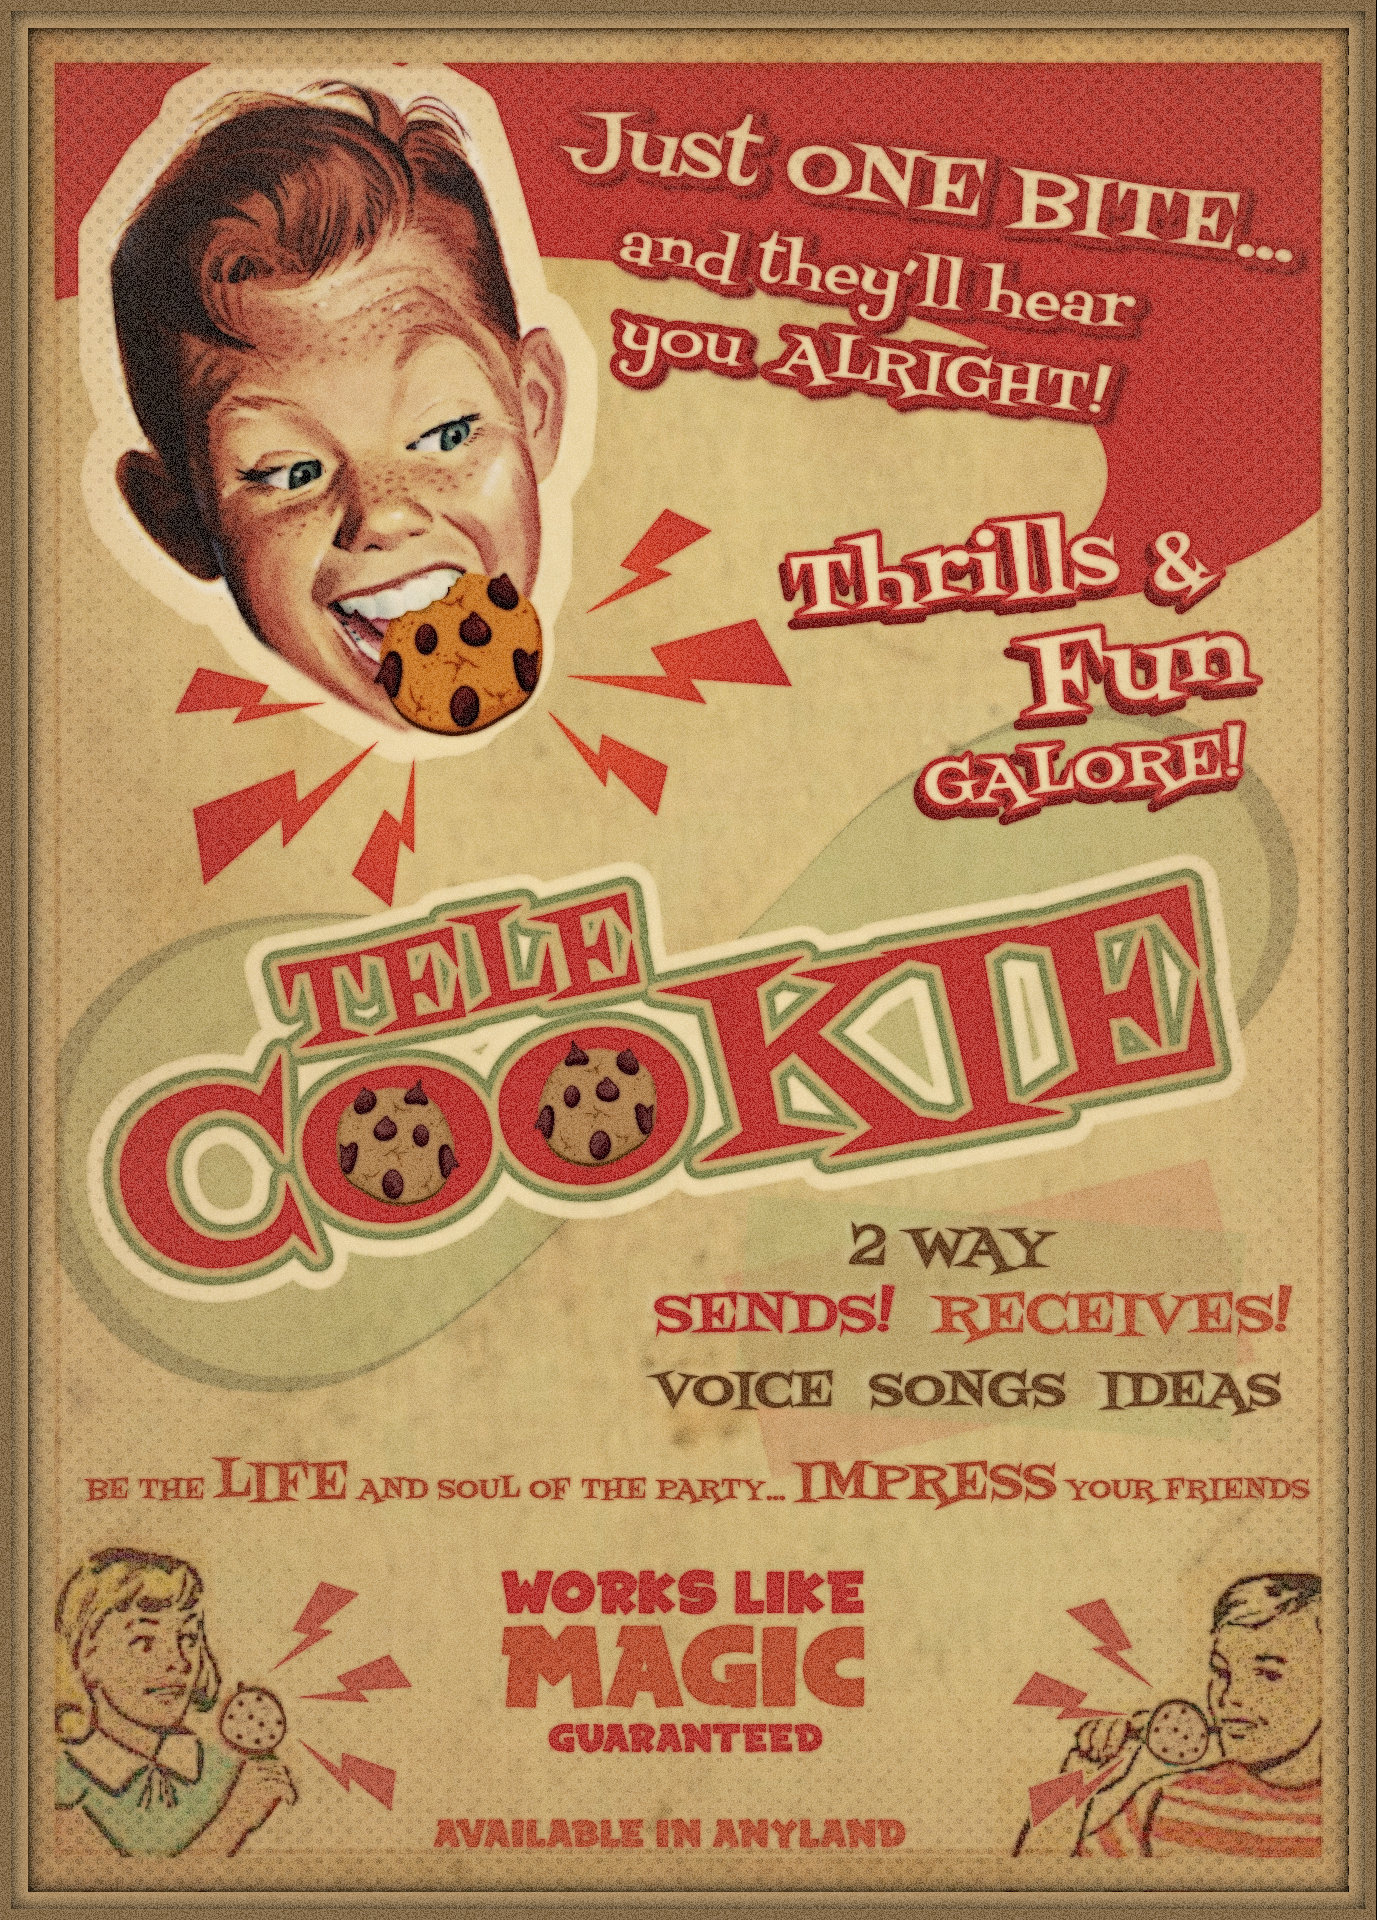 Just ONE BITE...
and they'll hear
you ALRIGHT!
Thrills &
Fun
GALORE!
TELE
COOKIE
2 WAY
SENDS! RECEIVES!
VOICE SONGS IDEAS
BE THE LIFE AND SOUL OF THE PARTY... IMPRESS YOUR FRIENDS
WORKS LIKE
MAGIC
GUARANTEED
AVAILABLE IN ANYLAND